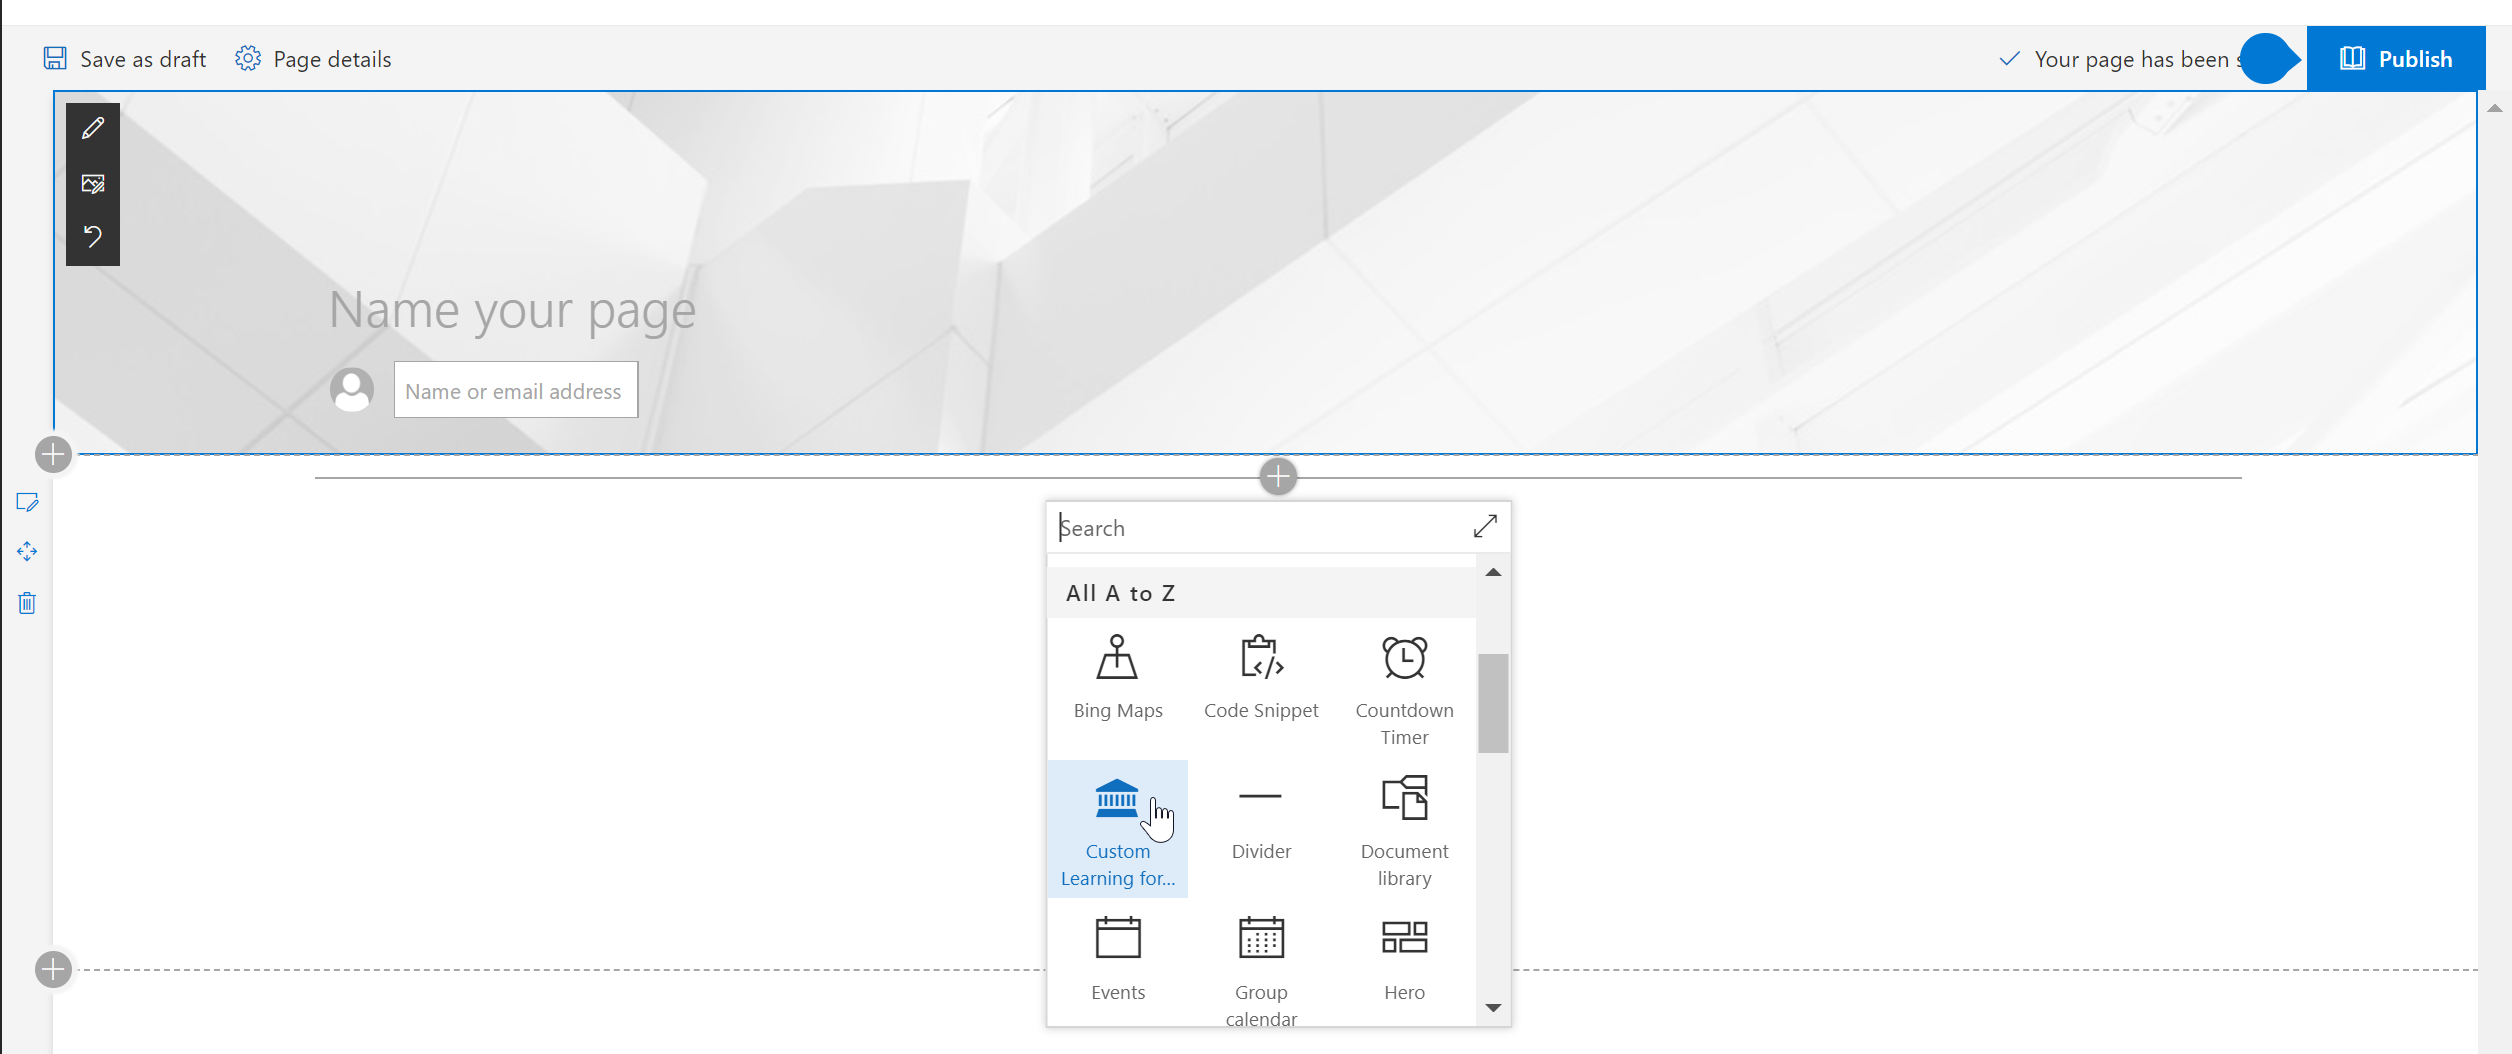 Save as draft
Page details
Your page has been
Publish
Name your page
Name or email address
Search
All A to Z
Bing Maps
Code Snippet
Countdown
Timer
Custom
Learning for...
Divider
Document
library
Events
Group
calendar
Hero